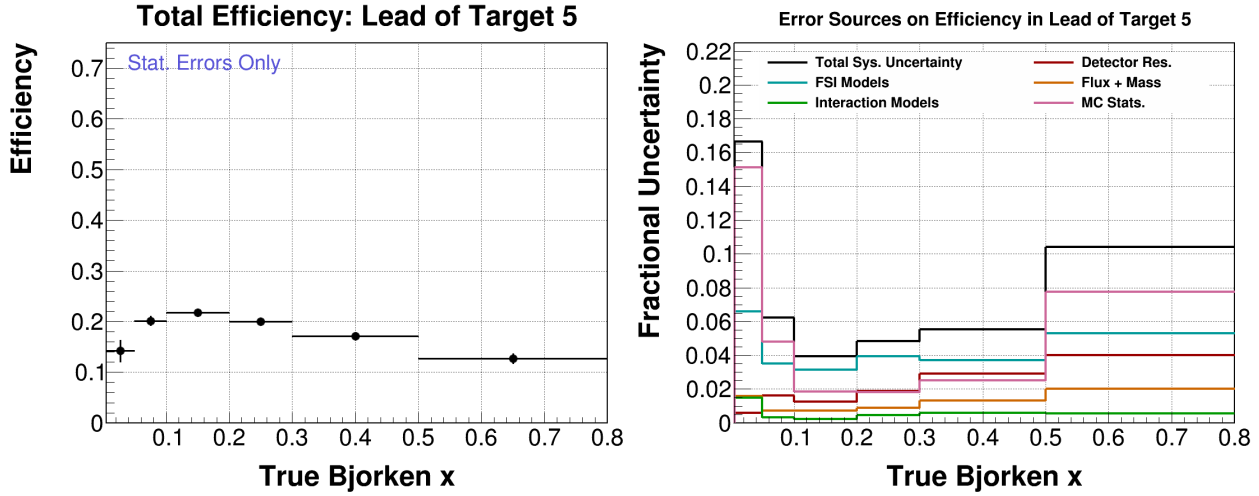 Total Efficiency: Lead of Target 5
Stat. Errors Only
Efficiency
0.7
0.6
0.5
0.4
0.3
0.2
0.1
0
0.1 0.2 0.3 0.4 0.5 0.6 0.7 0.8
True Bjorken x
Error Sources on Efficiency in Lead of Target 5
Total Sys. Uncertainty
FSI Models
Interaction Models
Detector Res.
Flux + Mass
MC Stats.
Fractional Uncertainty
0.22
0.2
0.18
0.16
0.14
0.12
0.1
0.08
0.06
0.04
0.02
0
0.1 0.2 0.3 0.4 0.5 0.6 0.7 0.8
True Bjorken x